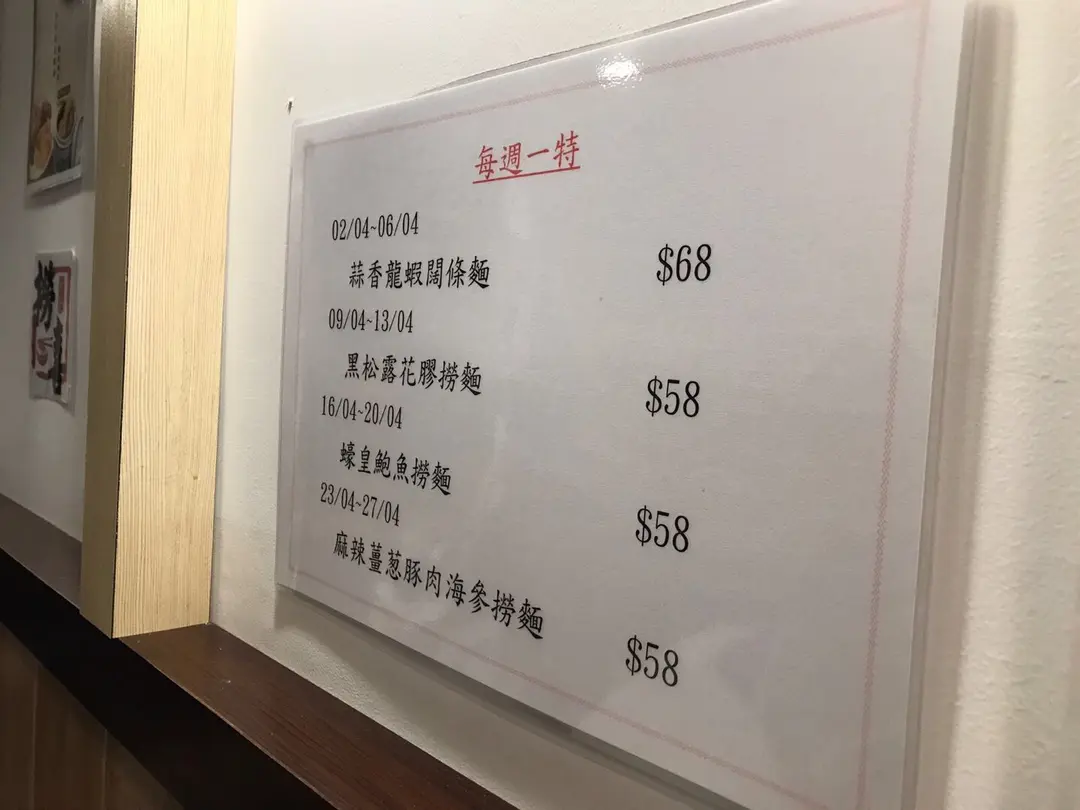 每週一特
02/04~06/04
蒜香龍蝦闊條麵 $68
09/04~13/04
黑松露花膠撈麵 $58
16/04~20/04
蠔皇鮑魚撈麵 $58
23/04~27/04
麻辣薑葱豚肉海參撈麵 $58
撈